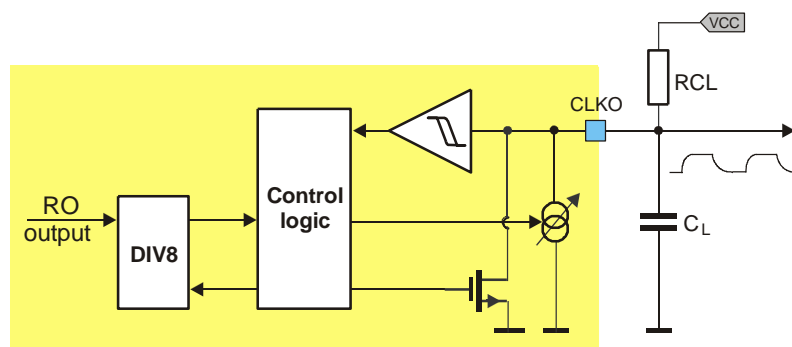 VCC
RCL
CLKO
Control
logic
RO
output
DIV8
CL